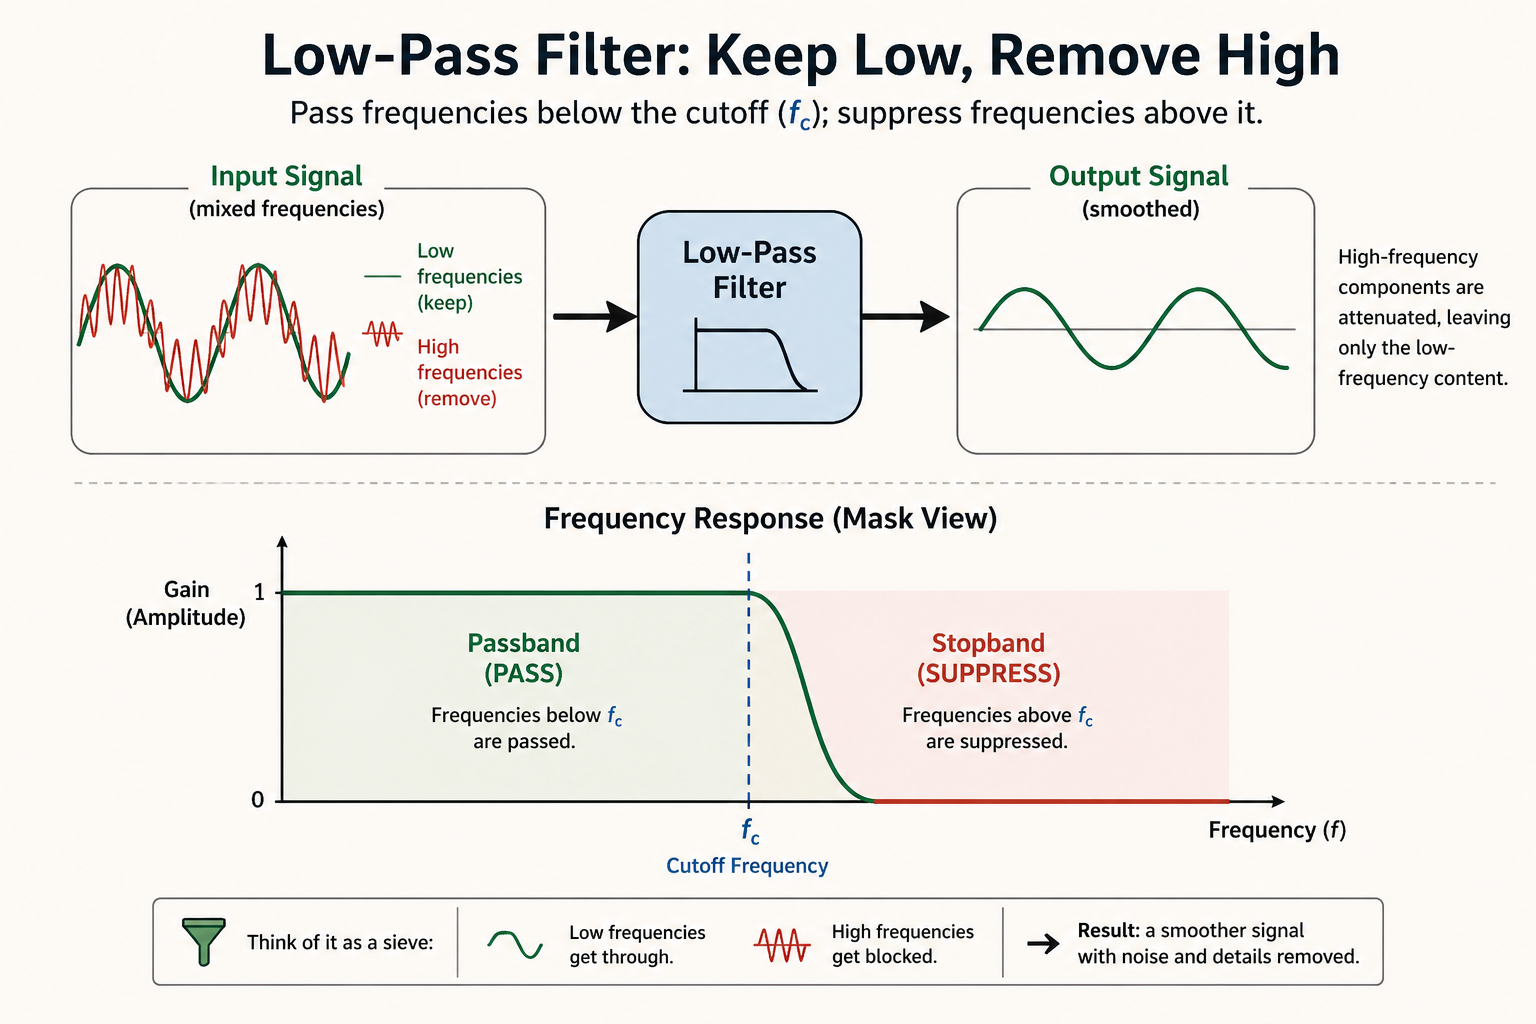 Low-Pass Filter: Keep Low, Remove High
Pass frequencies below the cutoff (fc); suppress frequencies above it.
Input Signal
(mixed frequencies)
Low
frequencies
(keep)
High
frequencies
(remove)
Low-Pass
Filter
Output Signal
(smoothed)
High-frequency
components are
attenuated, leaving
only the low-
frequency content.
Frequency Response (Mask View)
Gain
(Amplitude)
1
0
Passband
(PASS)
Frequencies below fc
are passed.
Stopband
(SUPPRESS)
Frequencies above fc
are suppressed.
fc
Cutoff Frequency
Frequency (f)
Think of it as a sieve:
Low frequencies
get through.
High frequencies
get blocked.
Result: a smoother signal
with noise and details removed.